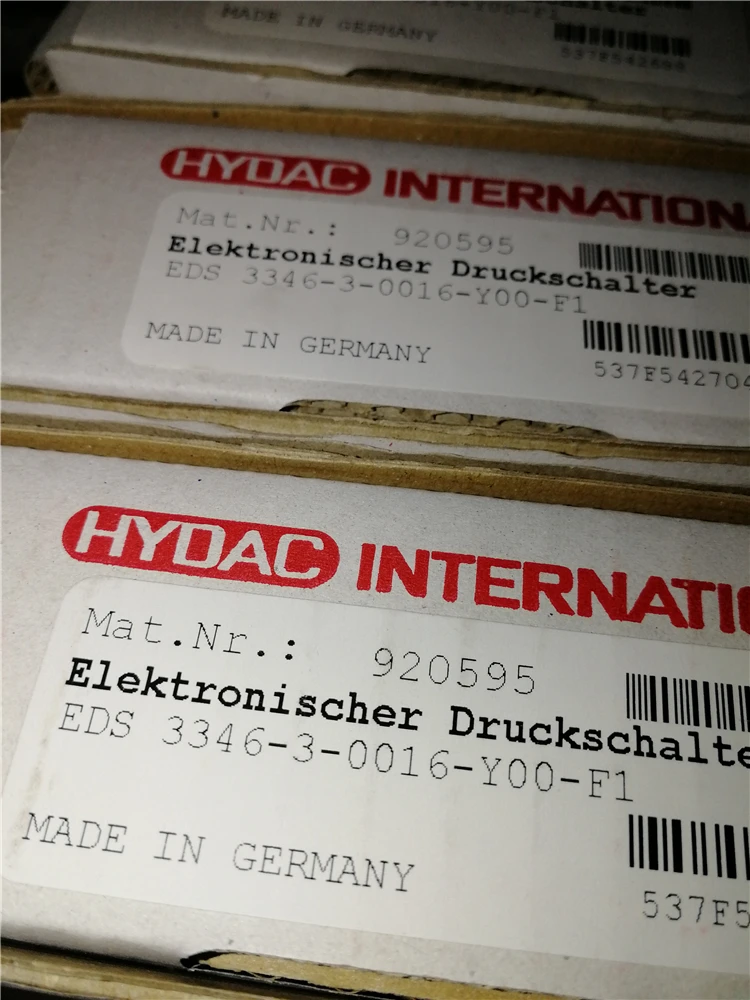 MADE IN GERMANY
HYDAC INTERNATION
Mat.Nr.: 920595
Elektronischer Druckschalter
EDS 3346-3-0016-Y00-F1
MADE IN GERMANY
537F542704
HYDAC INTERNATI
Mat.Nr.: 920595
Elektronischer Druckschalte
EDS 3346-3-0016-Y00-F1
MADE IN GERMANY
537F5